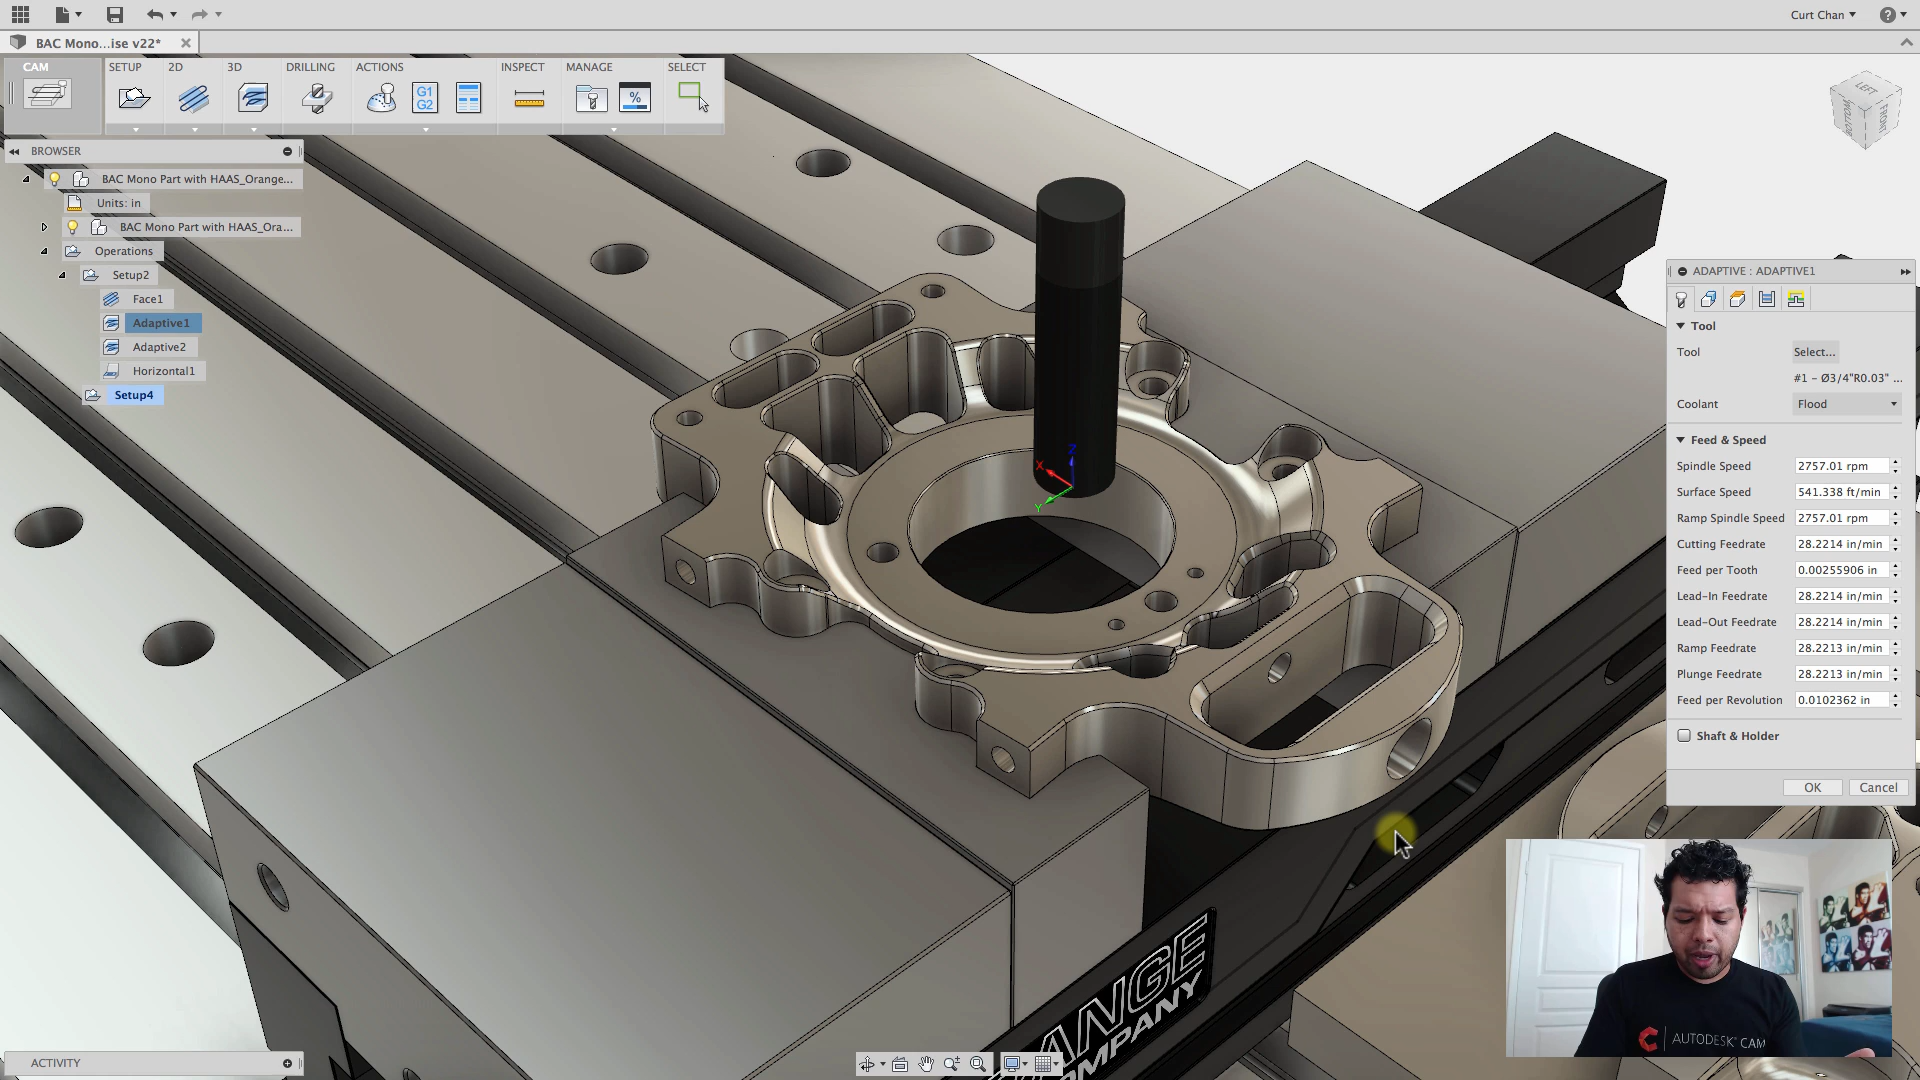 Curt Chan
BAC Mono...ise v22*
CAM
SETUP
2D
3D
DRILLING
ACTIONS
INSPECT
MANAGE
SELECT
G1
G2
%
LEFT
FRONT
BROWSER
BAC Mono Part with HAAS_Orange...
Units: in
BAC Mono Part with HAAS_Ora...
Operations
Setup2
Face1
Adaptive1
Adaptive2
Horizontal1
Setup4
X
Y
Z
ADAPTIVE : ADAPTIVE1
Tool
Tool Select...
#1 - Ø3/4"R0.03" ...
Coolant Flood
Feed & Speed
Spindle Speed 2757.01 rpm
Surface Speed 541.338 ft/min
Ramp Spindle Speed 2757.01 rpm
Cutting Feedrate 28.2214 in/min
Feed per Tooth 0.00255906 in
Lead-In Feedrate 28.2214 in/min
Lead-Out Feedrate 28.2214 in/min
Ramp Feedrate 28.2213 in/min
Plunge Feedrate 28.2213 in/min
Feed per Revolution 0.0102362 in
Shaft & Holder
OK Cancel
ANGE
OMPANY
AUTODESK® CAM
ACTIVITY